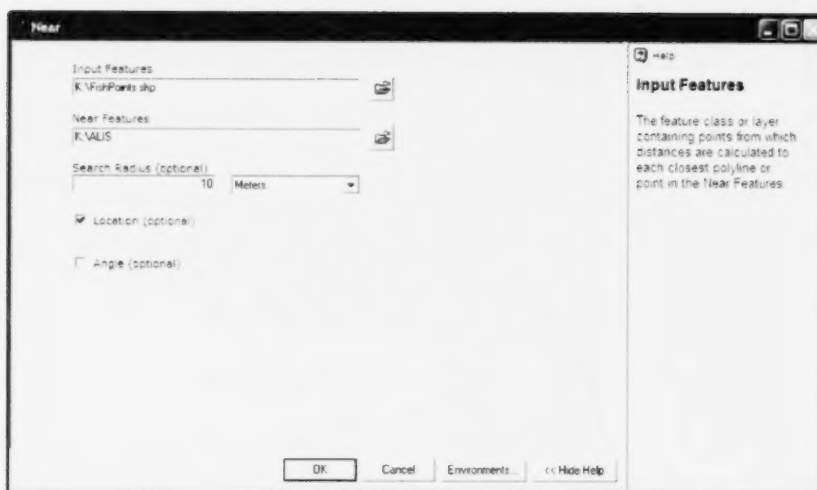 Near
Input Features
K:\FishPoints.shp
Near Features
K:\ALIS
Search Radius (optional)
10 Meters
Location (optional)
Angle (optional)
OK Cancel Environments... << Hide Help
Help
Input Features
The feature class or layer
containing points from which
distances are calculated to
each closest polyline or
point in the Near Features